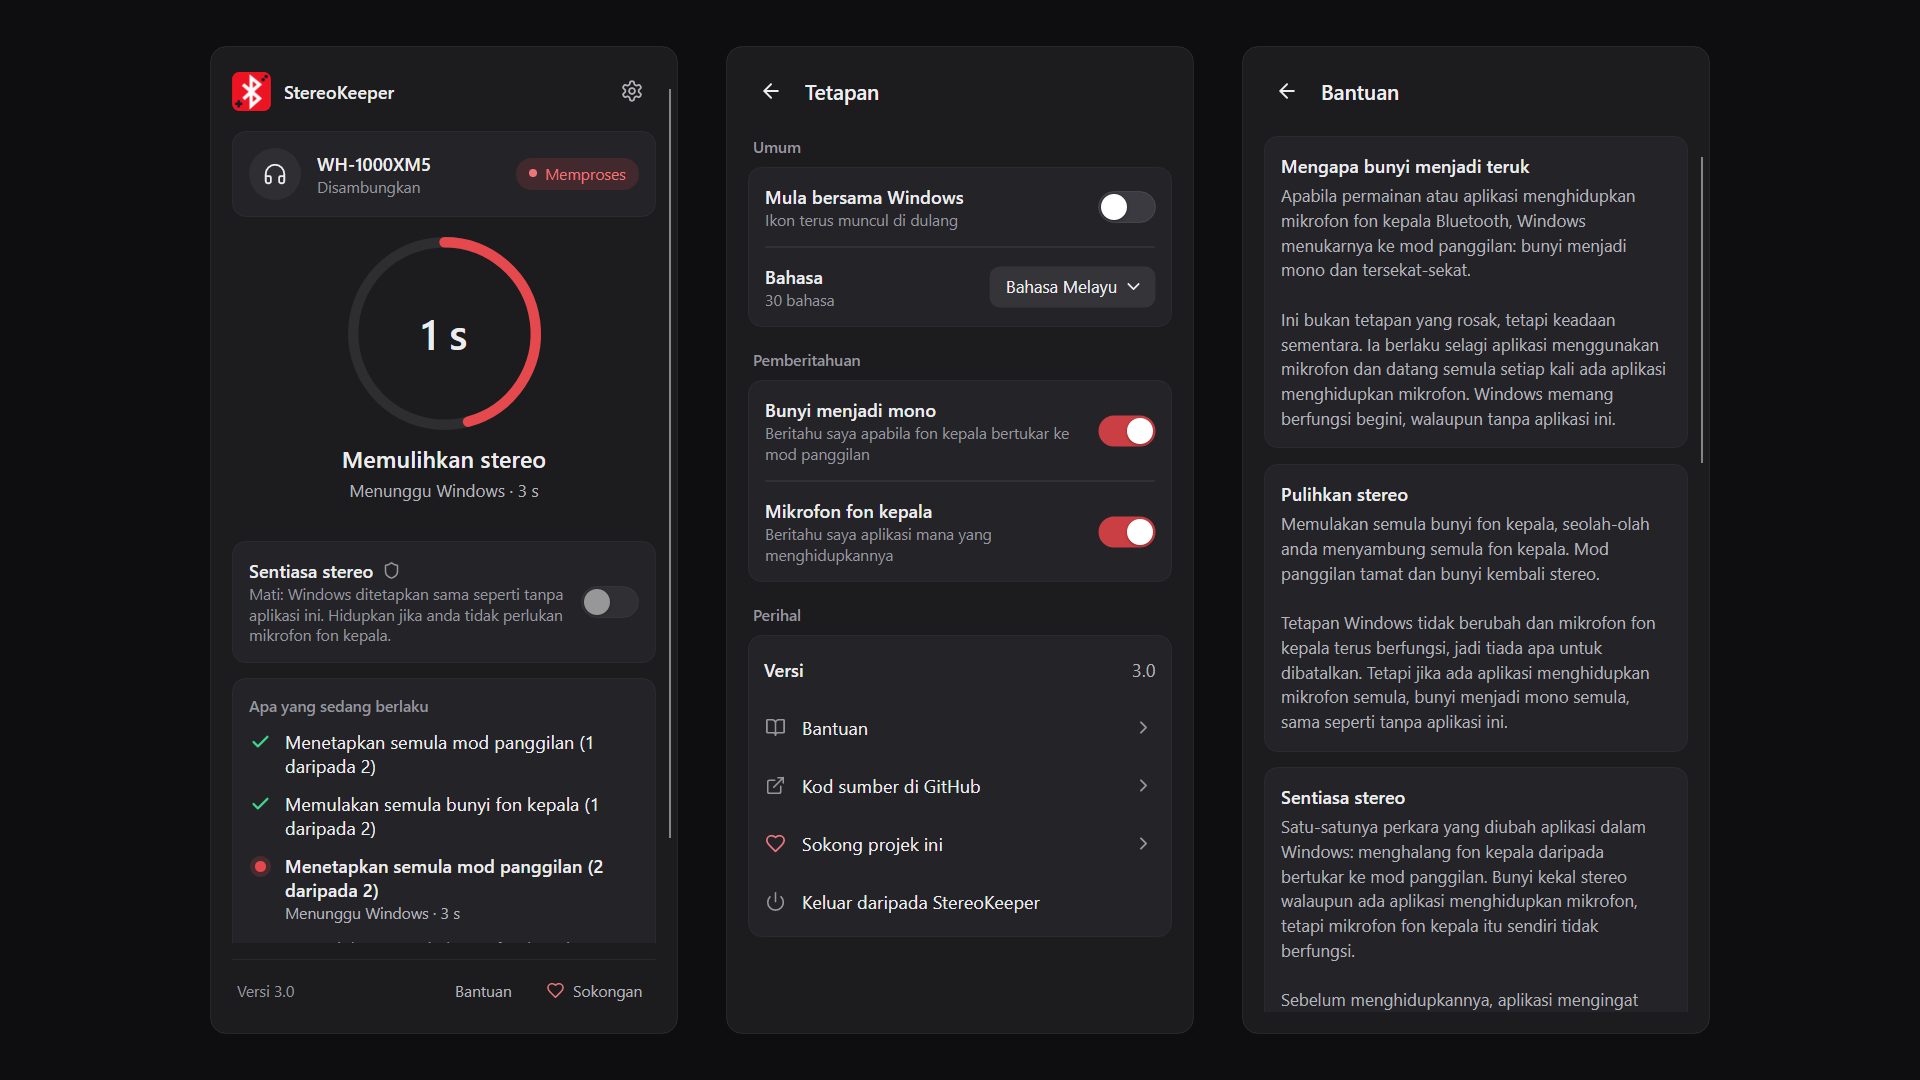 StereoKeeper
WH-1000XM5
Disambungkan
Memproses
1 s
Memulihkan stereo
Menunggu Windows · 3 s
Sentiasa stereo
Mati: Windows ditetapkan sama seperti tanpa
aplikasi ini. Hidupkan jika anda tidak perlukan
mikrofon fon kepala.
Apa yang sedang berlaku
Menetapkan semula mod panggilan (1
daripada 2)
Memulakan semula bunyi fon kepala (1
daripada 2)
Menetapkan semula mod panggilan (2
daripada 2)
Menunggu Windows · 3 s
Versi 3.0
Bantuan
Sokongan
Tetapan
Umum
Mula bersama Windows
Ikon terus muncul di dulang
Bahasa
30 bahasa
Bahasa Melayu
Pemberitahuan
Bunyi menjadi mono
Beritahu saya apabila fon kepala bertukar ke
mod panggilan
Mikrofon fon kepala
Beritahu saya aplikasi mana yang
menghidupkannya
Perihal
Versi
3.0
Bantuan
Kod sumber di GitHub
Sokong projek ini
Keluar daripada StereoKeeper
Bantuan
Mengapa bunyi menjadi teruk
Apabila permainan atau aplikasi menghidupkan
mikrofon fon kepala Bluetooth, Windows
menukarnya ke mod panggilan: bunyi menjadi
mono dan tersekat-sekat.
Ini bukan tetapan yang rosak, tetapi keadaan
sementara. Ia berlaku selagi aplikasi menggunakan
mikrofon dan datang semula setiap kali ada aplikasi
menghidupkan mikrofon. Windows memang
berfungsi begini, walaupun tanpa aplikasi ini.
Pulihkan stereo
Memulakan semula bunyi fon kepala, seolah-olah
anda menyambung semula fon kepala. Mod
panggilan tamat dan bunyi kembali stereo.
Tetapan Windows tidak berubah dan mikrofon fon
kepala terus berfungsi, jadi tiada apa untuk
dibatalkan. Tetapi jika ada aplikasi menghidupkan
mikrofon semula, bunyi menjadi mono semula,
sama seperti tanpa aplikasi ini.
Sentiasa stereo
Satu-satunya perkara yang diubah aplikasi dalam
Windows: menghalang fon kepala daripada
bertukar ke mod panggilan. Bunyi kekal stereo
walaupun ada aplikasi menghidupkan mikrofon,
tetapi mikrofon fon kepala itu sendiri tidak
berfungsi.
Sebelum menghidupkannya, aplikasi mengingat